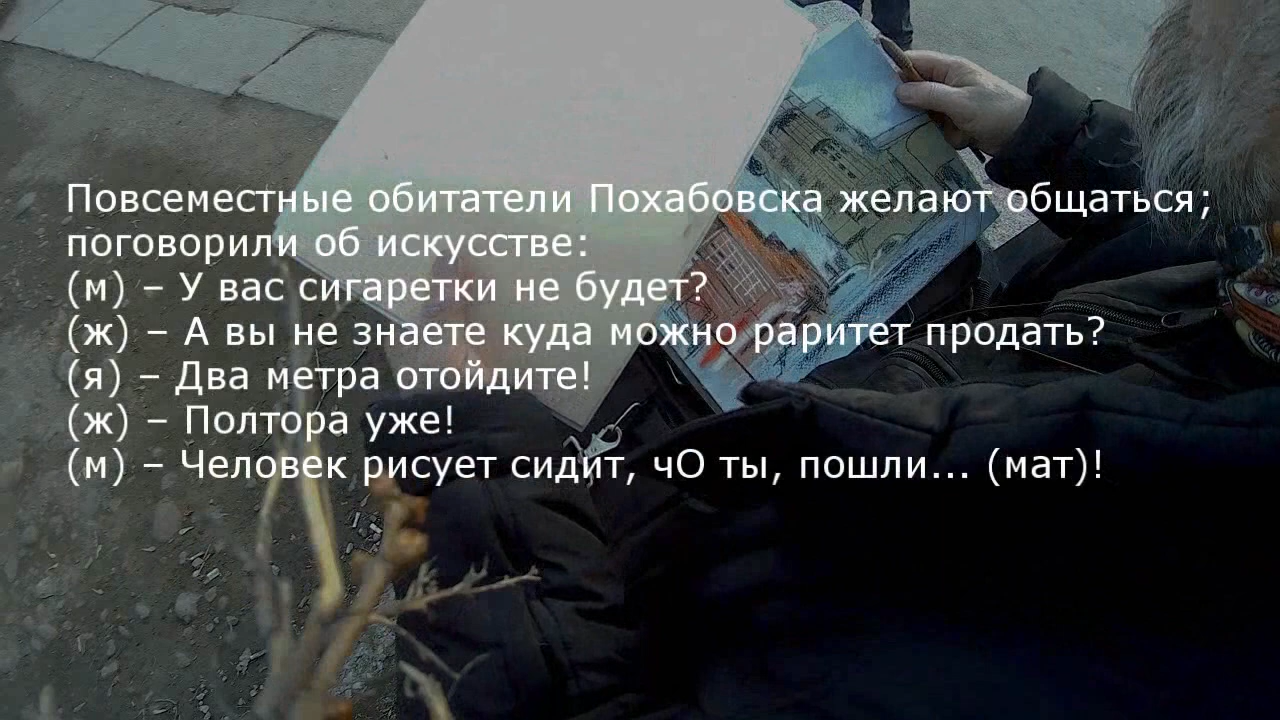 Повсеместные обитатели Похабовска желают общаться;
поговорили об искусстве:
(м) – У вас сигаретки не будет?
(ж) – А вы не знаете куда можно раритет продать?
(я) – Два метра отойдите!
(ж) – Полтора уже!
(м) – Человек рисует сидит, чО ты, пошли... (мат)!